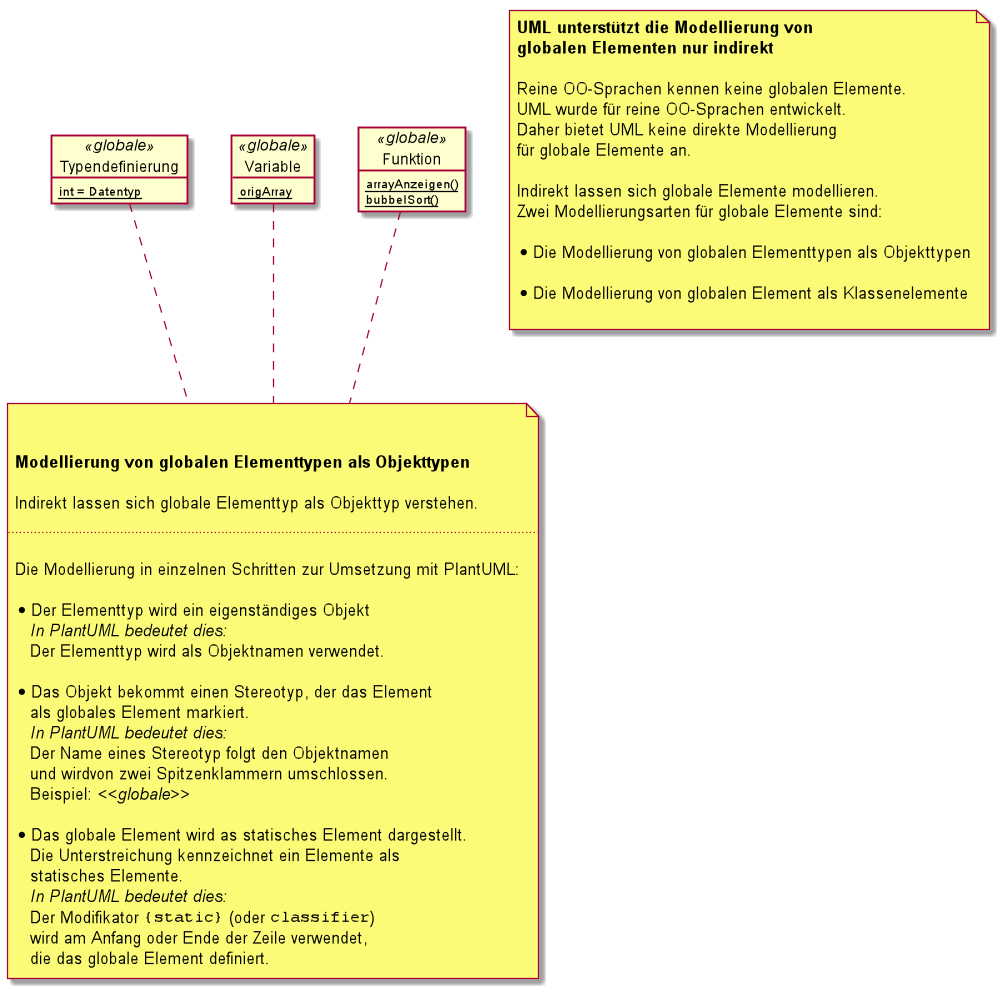 «globale»
Typendefinierung
int = Datentyp
«globale»
Variable
origArray
«globale»
Funktion
arrayAnzeigen()
bubbelSort()
UML unterstützt die Modellierung von
globalen Elementen nur indirekt
Reine OO-Sprachen kennen keine globalen Elemente.
UML wurde für reine OO-Sprachen entwickelt.
Daher bietet UML keine direkte Modellierung
für globale Elemente an.
Indirekt lassen sich globale Elemente modellieren.
Zwei Modellierungsarten für globale Elemente sind:
• Die Modellierung von globalen Elementtypen als Objekttypen
• Die Modellierung von globalen Element als Klassenelemente
Modellierung von globalen Elementtypen als Objekttypen
Indirekt lassen sich globale Elementtyp als Objekttyp verstehen.
Die Modellierung in einzelnen Schritten zur Umsetzung mit PlantUML:
• Der Elementtyp wird ein eigenständiges Objekt
In PlantUML bedeutet dies:
Der Elementtyp wird als Objektnamen verwendet.
• Das Objekt bekommt einen Stereotyp, der das Element
als globales Element markiert.
In PlantUML bedeutet dies:
Der Name eines Stereotyp folgt den Objektnamen
und wirdvon zwei Spitzenklammern umschlossen.
Beispiel: <<globale>>
• Das globale Element wird as statisches Element dargestellt.
Die Unterstreichung kennzeichnet ein Elemente als
statisches Elemente.
In PlantUML bedeutet dies:
Der Modifikator {static} (oder classifier)
wird am Anfang oder Ende der Zeile verwendet,
die das globale Element definiert.